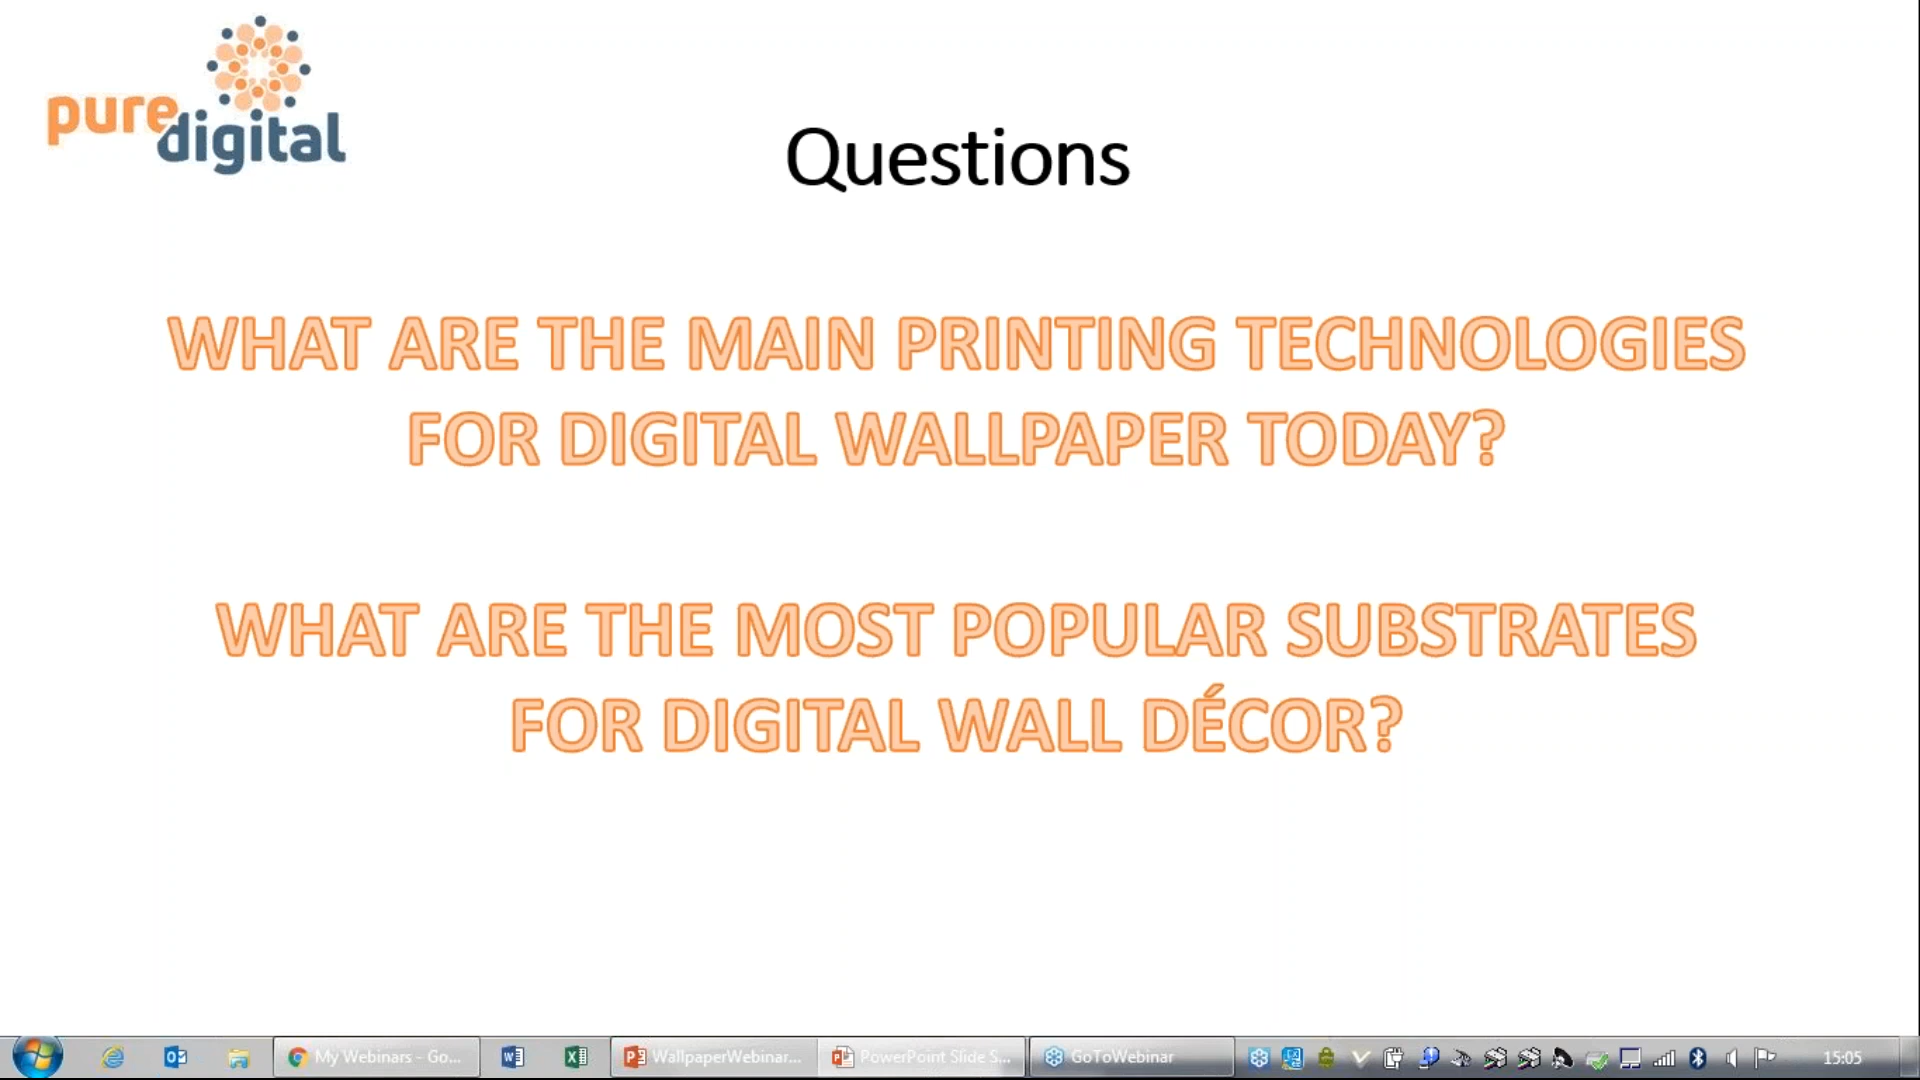 pure
digital
Questions
WHAT ARE THE MAIN PRINTING TECHNOLOGIES
FOR DIGITAL WALLPAPER TODAY?
WHAT ARE THE MOST POPULAR SUBSTRATES
FOR DIGITAL WALL DÉCOR?
My Webinars - Go... WallpaperWebinar... PowerPoint Slide S... GoToWebinar 15:05